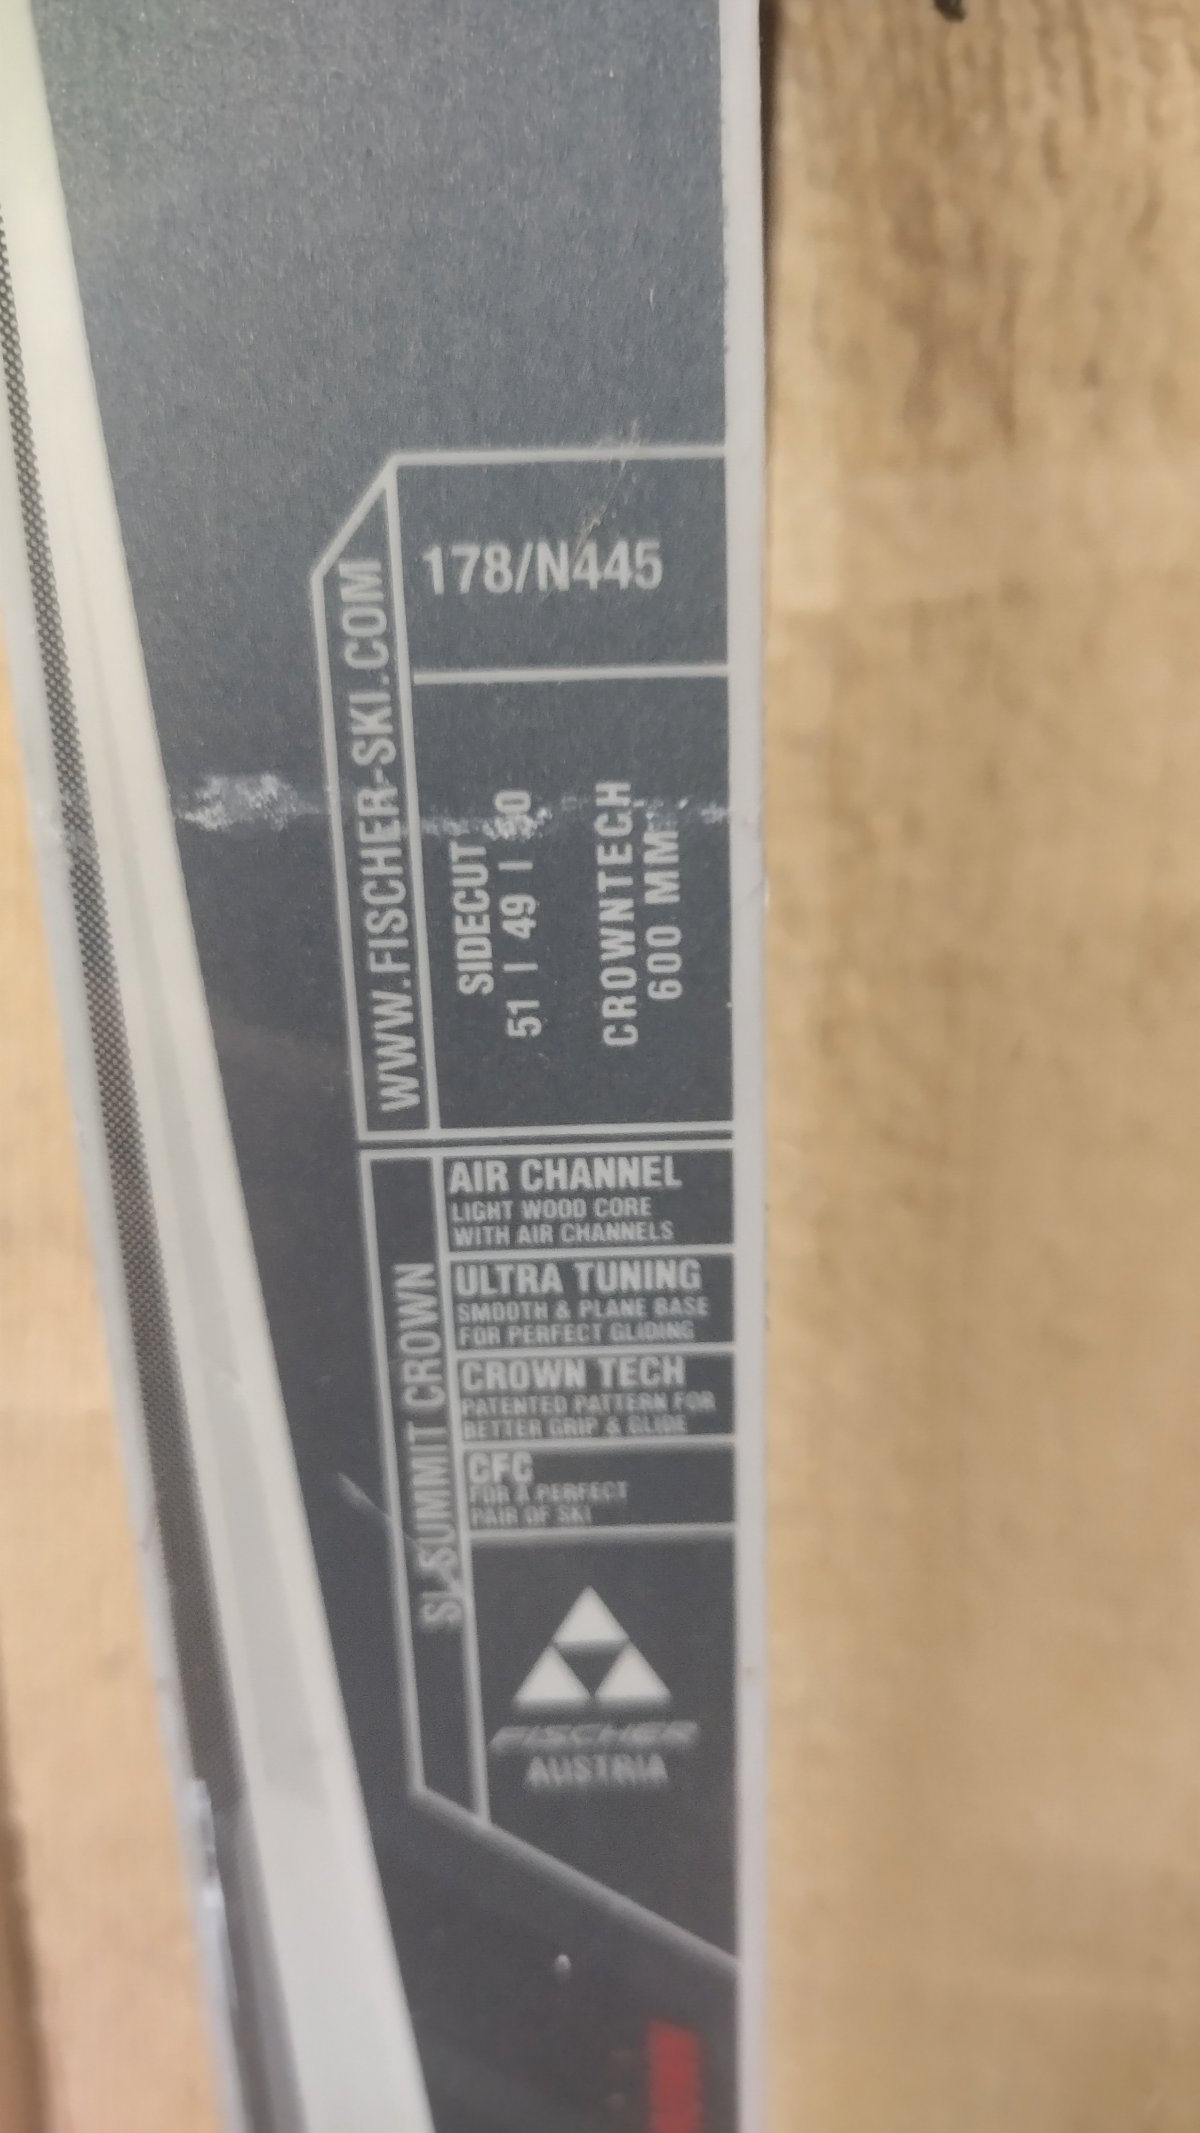 178/N445
WWW.FISCHER-SKI.COM
SIDECUT
51 | 49 | 50
CROWNTECH
600 MM
SL SUMMIT CROWN
AIR CHANNEL
LIGHT WOOD CORE
WITH AIR CHANNELS
ULTRA TUNING
SMOOTH & PLANE BASE
FOR PERFECT GLIDING
CROWN TECH
PATENTED PATTERN FOR
BETTER GRIP & GLIDE
CFC
FOR A PERFECT
PAIR OF SKI
FISCHER
AUSTRIA